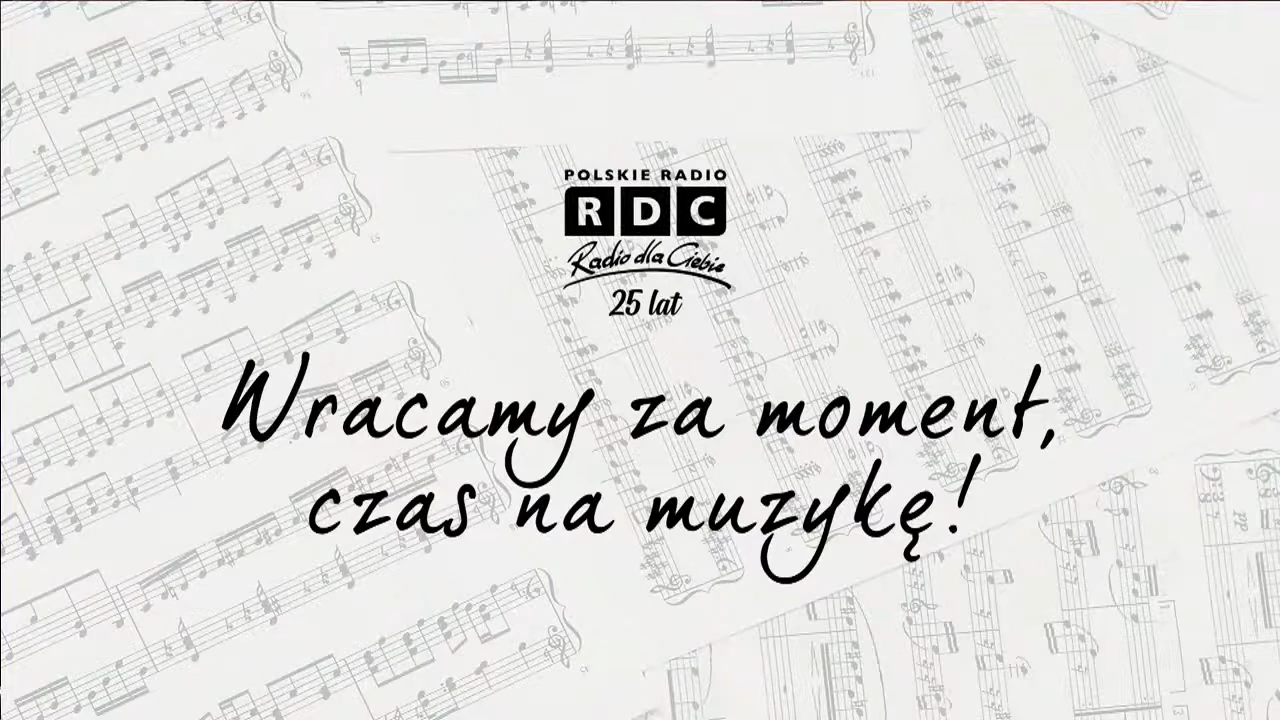 POLSKIE RADIO
RDC
Radio dla Ciebie
25 lat
Wracamy za moment,
czas na muzykę!